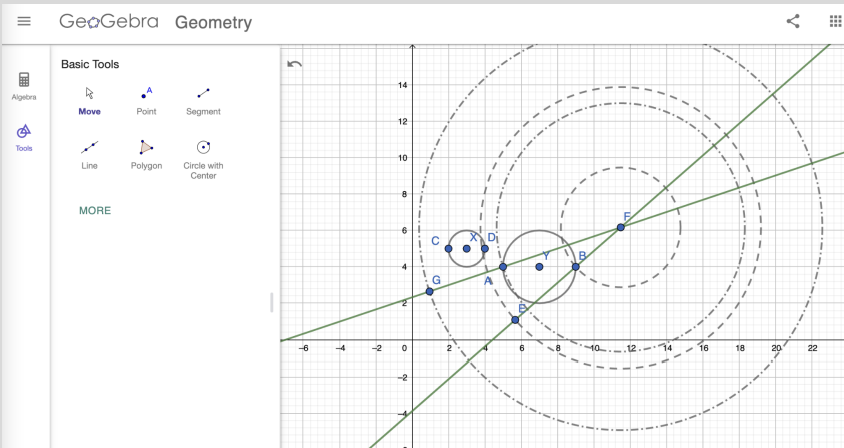 GeoGebra Geometry
Algebra
Tools
Basic Tools
Move
Point
Segment
Line
Polygon
Circle with
Center
MORE
A
14
12
10
8
6
4
2
0
−2
−4
−6 −4 −2 0 2 4 6 8 10 12 14 16 18 20 22
C
X
D
G
A
Y
B
E
F